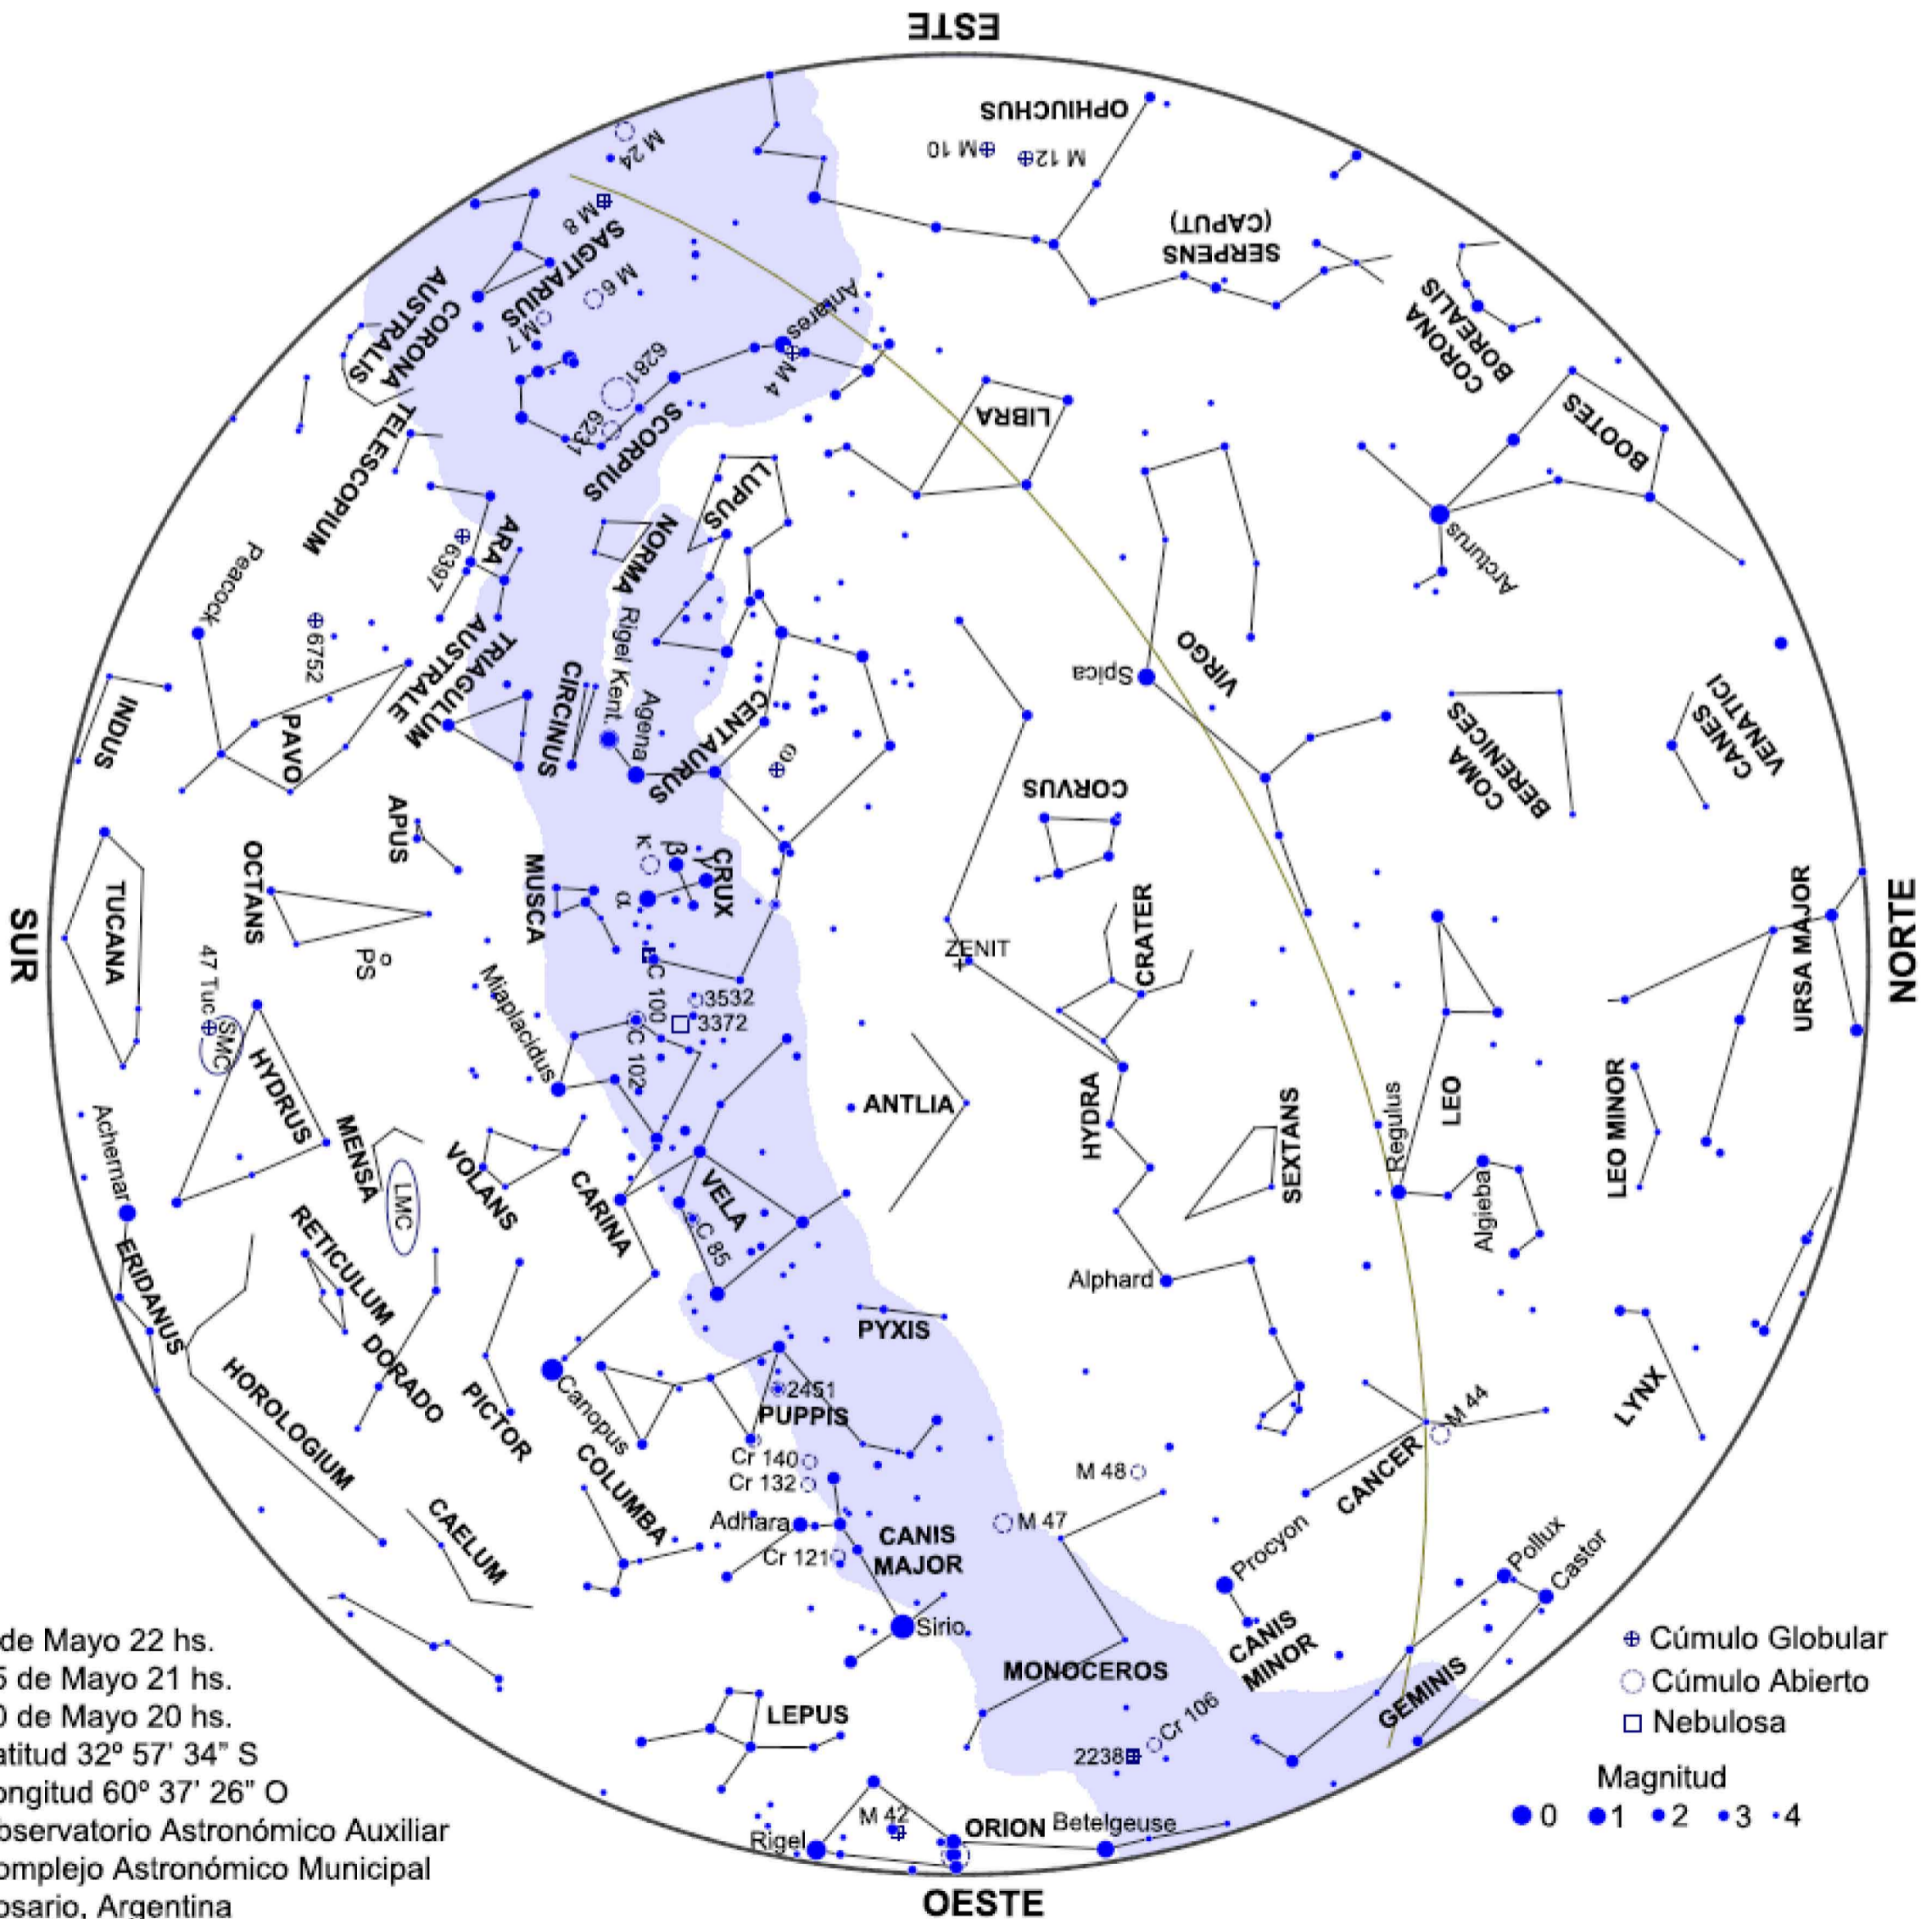 ESTE
OPHIUCHUS
M 10
M 12
M 24
M 8
SAGITARIUS
SERPENS
(CAPUT)
M 6
M 7
CORONA
AUSTRALIS
Antares
M 4
CORONA
BOREALIS
6281
6231
SCORPIUS
LIBRA
BOOTES
TELESCOPIUM
LUPUS
NORMA
ARA
6397
Arcturus
Peacock
6752
TRIAGULUM
AUSTRALE
Rigel Kent.
Agena
CIRCINUS
CENTAURUS
ω
Spica
VIRGO
INDUS
PAVO
COMA
BERENICES
CANES
VENATICI
CORVUS
APUS
OCTANS
MUSCA
κ
β
γ
α
CRUX
TUCANA
SUR
NORTE
URSA MAJOR
CRATER
ZENIT
PS
47 Tuc
SMC
Miaplacidus
C 100
3532
3372
C 102
HYDRUS
ANTLIA
HYDRA
SEXTANS
Regulus
LEO
LEO MINOR
Achernar
MENSA
LMC
VOLANS
CARINA
VELA
C 85
Algieba
Alphard
ERIDANUS
RETICULUM
DORADO
PICTOR
PYXIS
HOROLOGIUM
Canopus
2451
PUPPIS
LYNX
M 44
CANCER
Cr 140
Cr 132
M 48
COLUMBA
CAELUM
Adhara
Cr 121
CANIS
MAJOR
M 47
Procyon
Pollux
Castor
Sirio
CANIS
MINOR
MONOCEROS
GEMINIS
LEPUS
Cr 106
2238
M 42
Rigel
ORION
Betelgeuse
OESTE
de Mayo 22 hs.
5 de Mayo 21 hs.
0 de Mayo 20 hs.
atitud 32º 57' 34” S
ongitud 60º 37' 26” O
bservatorio Astronómico Auxiliar
omplejo Astronómico Municipal
osario, Argentina
Cúmulo Globular
Cúmulo Abierto
Nebulosa
Magnitud
0 1 2 3 4